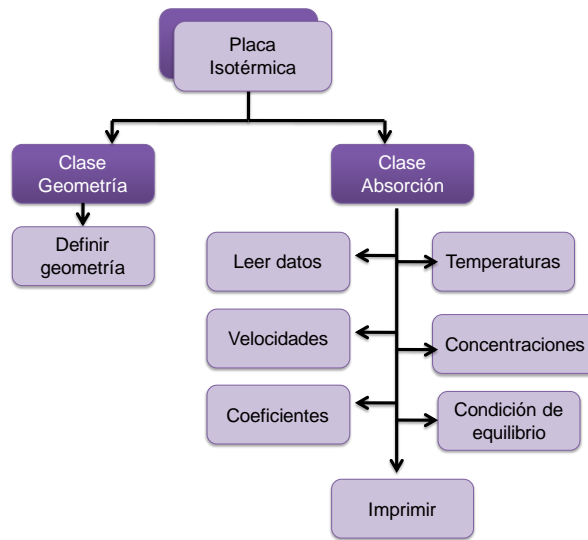 Placa
Isotérmica
Clase
Geometría
Clase
Absorción
Definir
geometría
Leer datos
Temperaturas
Velocidades
Concentraciones
Coeficientes
Condición de
equilibrio
Imprimir